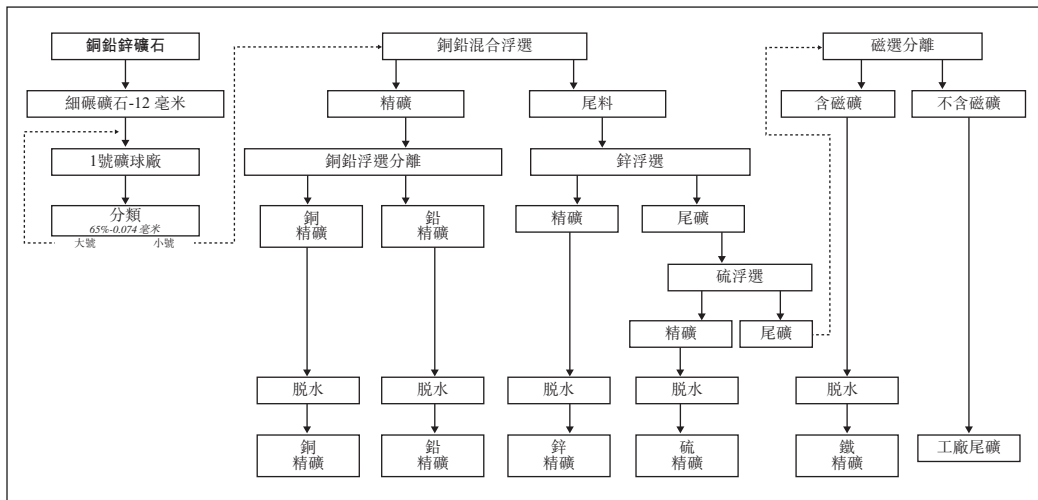 銅鉛鋅礦石
細碾礦石-12 毫米
1號礦球廠
分類
65%-0.074 毫米
大號
小號
銅鉛混合浮選
精礦
尾料
銅鉛浮選分離
鋅浮選
銅
精礦
鉛
精礦
精礦
尾礦
硫浮選
精礦
尾礦
磁選分離
含磁礦
不含磁礦
脱水
脱水
脱水
脱水
脱水
銅
精礦
鉛
精礦
鋅
精礦
硫
精礦
鐵
精礦
工廠尾礦